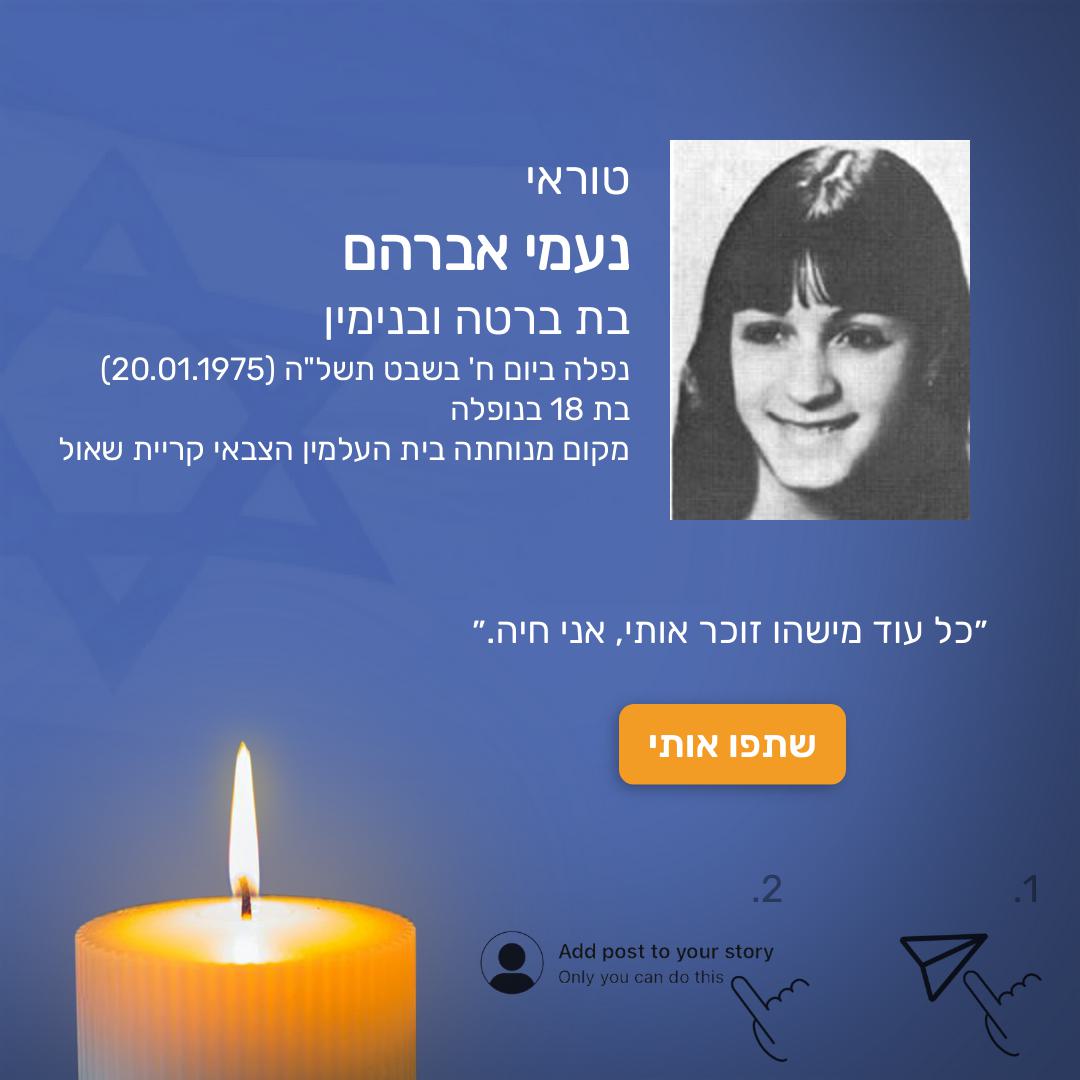 טוראי
נעמי אברהם
בת ברטה ובנימין
נפלה ביום ח' בשבט תשל"ה (20.01.1975)
בת 18 בנופלה
מקום מנוחתה בית העלמין הצבאי קריית שאול
״כל עוד מישהו זוכר אותי, אני חיה.״
שתפו אותי
.1
.2
Add post to your story
Only you can do this